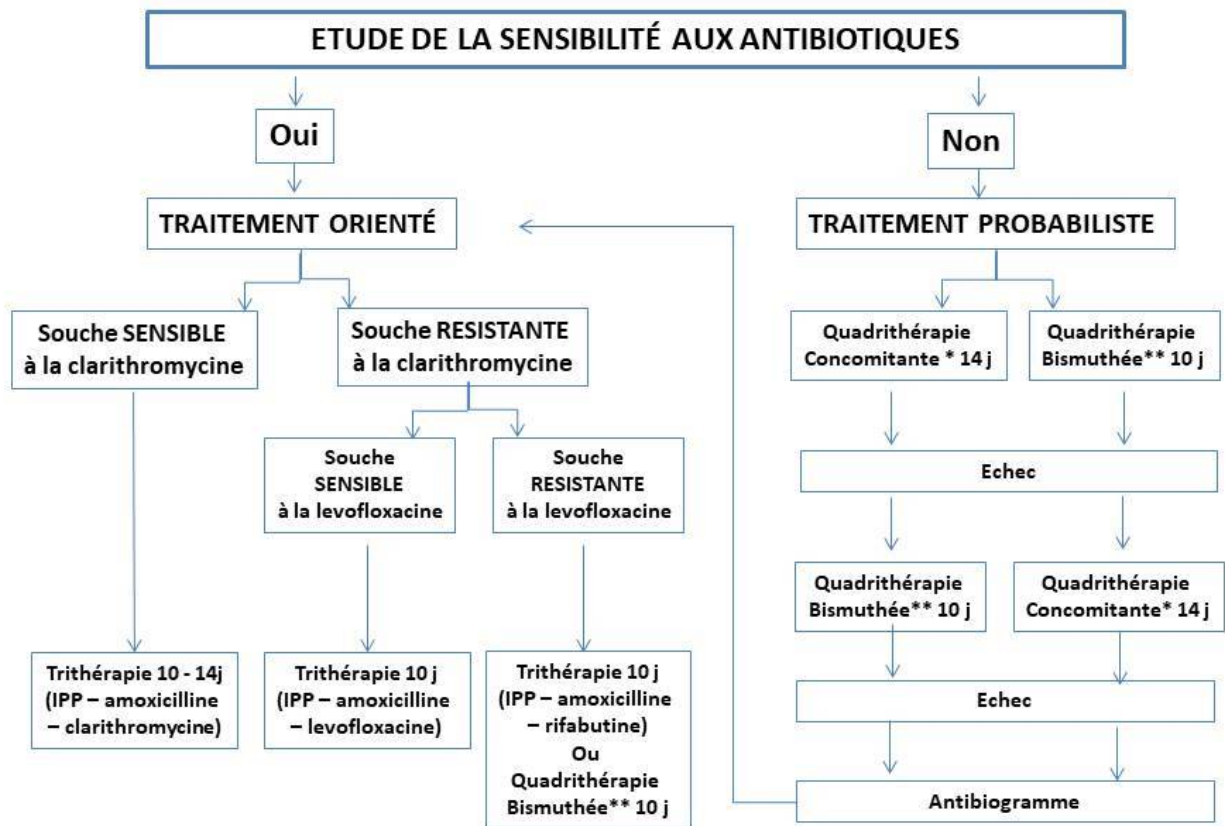 ETUDE DE LA SENSIBILITÉ AUX ANTIBIOTIQUES
Oui
Non
TRAITEMENT ORIENTÉ
TRAITEMENT PROBABILISTE
Souche SENSIBLE
à la clarithromycine
Souche RESISTANTE
à la clarithromycine
Quadrithérapie
Concomitante * 14 j
Quadrithérapie
Bismuthée** 10 j
Souche
SENSIBLE
à la levofloxacine
Souche
RESISTANTE
à la levofloxacine
Echec
Quadrithérapie
Bismuthée** 10 j
Quadrithérapie
Concomitante* 14 j
Trithérapie 10 - 14j
(IPP – amoxicilline
– clarithromycine)
Trithérapie 10 j
(IPP – amoxicilline
– levofloxacine)
Trithérapie 10 j
(IPP – amoxicilline
– rifabutine)
Ou
Quadrithérapie
Bismuthée** 10 j
Echec
Antibiogramme